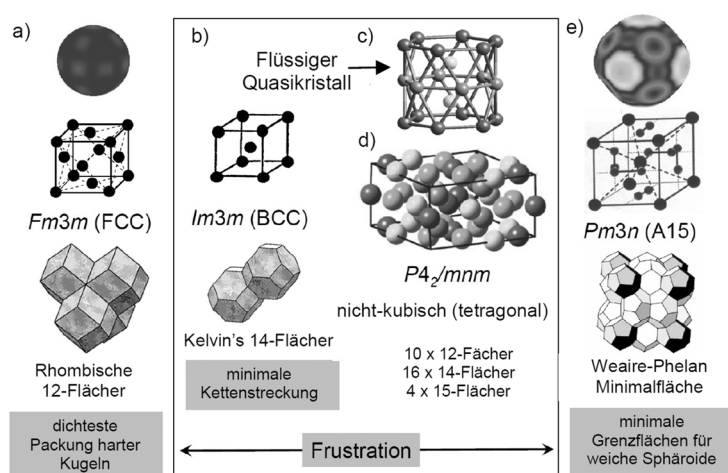 a)
Fm3m (FCC)
Rhombische
12-Flächer
dichteste
Packung harter
Kugeln
b)
Im3m (BCC)
Kelvin's 14-Flächer
minimale
Kettenstreckung
Flüssiger
Quasikristall
c)
d)
P4₂/mnm
nicht-kubisch (tetragonal)
10 x 12-Fächer
16 x 14-Flächer
4 x 15-Flächer
Frustration
e)
Pm3n (A15)
Weaire-Phelan
Minimalfläche
minimale
Grenzflächen für
weiche Sphäroide